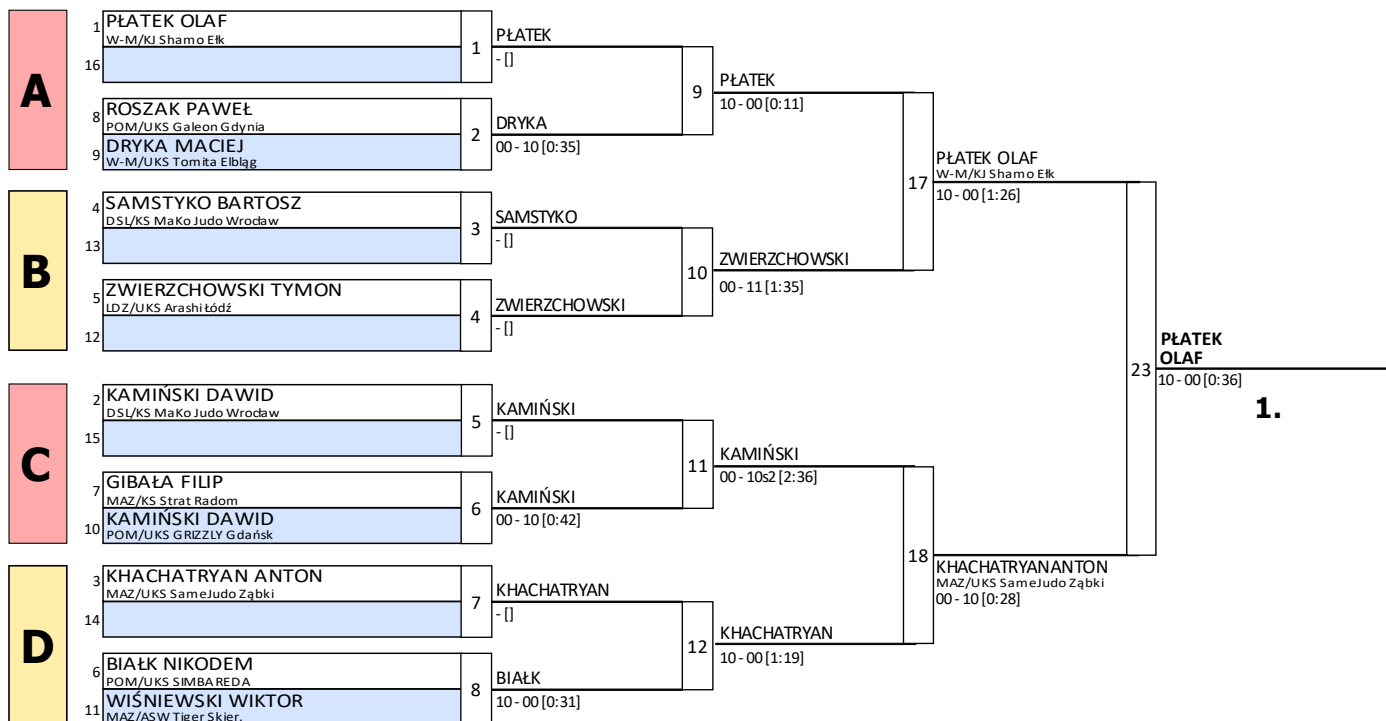 A
1 PŁATEK OLAF
W-M/KJ Shamo Ełk
16
1
PŁATEK
- []
8 ROSZAK PAWEŁ
POM/UKS Galeon Gdynia
9 DRYKA MACIEJ
W-M/UKS Tomita Elbląg
2
DRYKA
00 - 10 [0:35]
9
PŁATEK
10 - 00 [0:11]
B
4 SAMSTYKO BARTOSZ
DSL/KS MaKo Judo Wrocław
13
3
SAMSTYKO
- []
5 ZWIERZCHOWSKI TYMON
LDZ/UKS Arashi Łódź
12
4
ZWIERZCHOWSKI
- []
10
ZWIERZCHOWSKI
00 - 11 [1:35]
17
PŁATEK OLAF
W-M/KJ Shamo Ełk
10 - 00 [1:26]
C
2 KAMIŃSKI DAWID
DSL/KS MaKo Judo Wrocław
15
5
KAMIŃSKI
- []
7 GIBAŁA FILIP
MAZ/KS Strat Radom
10 KAMIŃSKI DAWID
POM/UKS GRIZZLY Gdańsk
6
KAMIŃSKI
00 - 10 [0:42]
11
KAMIŃSKI
00 - 10s2 [2:36]
D
3 KHACHATRYAN ANTON
MAZ/UKS SameJudo Ząbki
14
7
KHACHATRYAN
- []
6 BIAŁK NIKODEM
POM/UKS SIMBA REDA
11 WIŚNIEWSKI WIKTOR
MAZ/ASW Tiger Skier.
8
BIAŁK
10 - 00 [0:31]
12
KHACHATRYAN
10 - 00 [1:19]
18
KHACHATRYAN ANTON
MAZ/UKS SameJudo Ząbki
00 - 10 [0:28]
23
PŁATEK
OLAF
10 - 00 [0:36]
1.